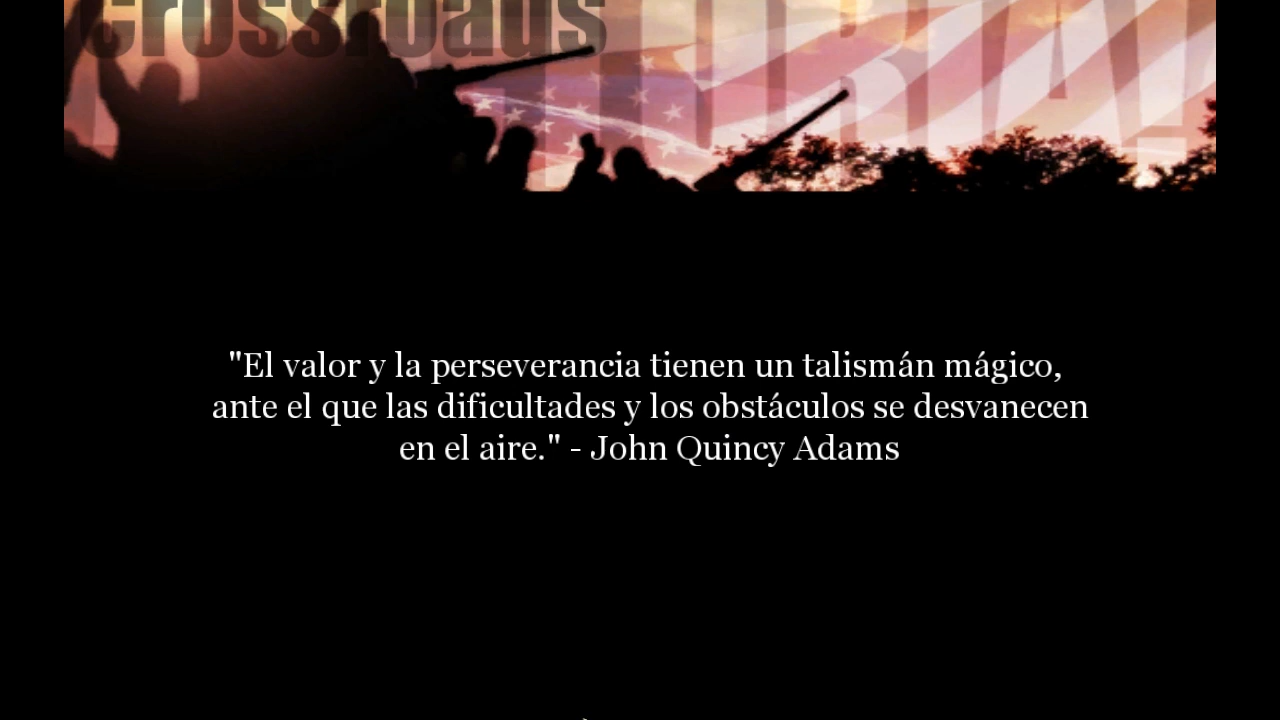 crossroads
"El valor y la perseverancia tienen un talismán mágico,
ante el que las dificultades y los obstáculos se desvanecen
en el aire." - John Quincy Adams